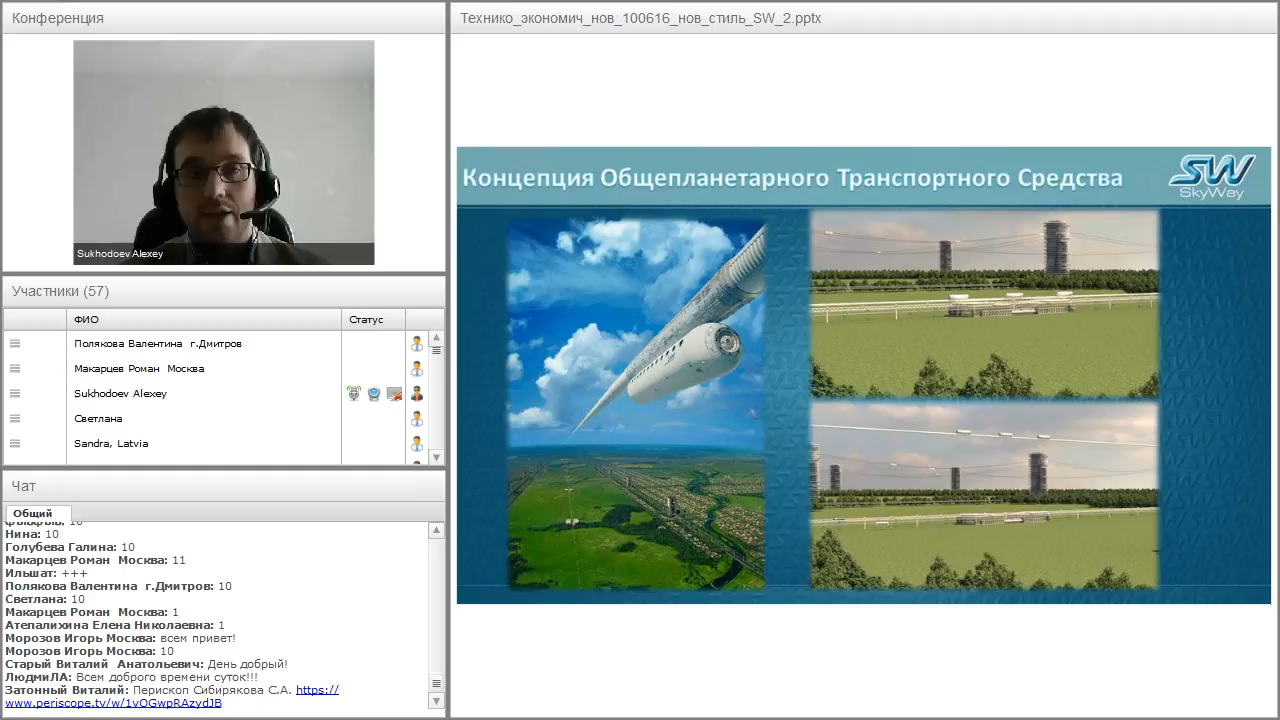 Конференция
Sukhodoev Alexey
Участники (57)
ФИО
Статус
Полякова Валентина г.Дмитров
Макарцев Роман Москва
Sukhodoev Alexey
Светлана
Sandra, Latvia
Чат
Общий
Нина: 10
Голубева Галина: 10
Макарцев Роман Москва: 11
Ильшат: +++
Полякова Валентина г.Дмитров: 10
Светлана: 10
Макарцев Роман Москва: 1
Атепалихина Елена Николаевна: 1
Морозов Игорь Москва: всем привет!
Морозов Игорь Москва: 10
Старый Виталий Анатольевич: День добрый!
ЛюдмиЛА: Всем доброго времени суток!!!
Затонный Виталий: Перископ Сибирякова С.А. https://
www.periscope.tv/w/1vOGwpRAzydJB
Технико_экономич_нов_100616_нов_стиль_SW_2.pptx
Концепция Общепланетарного Транспортного Средства
SW
SkyWay